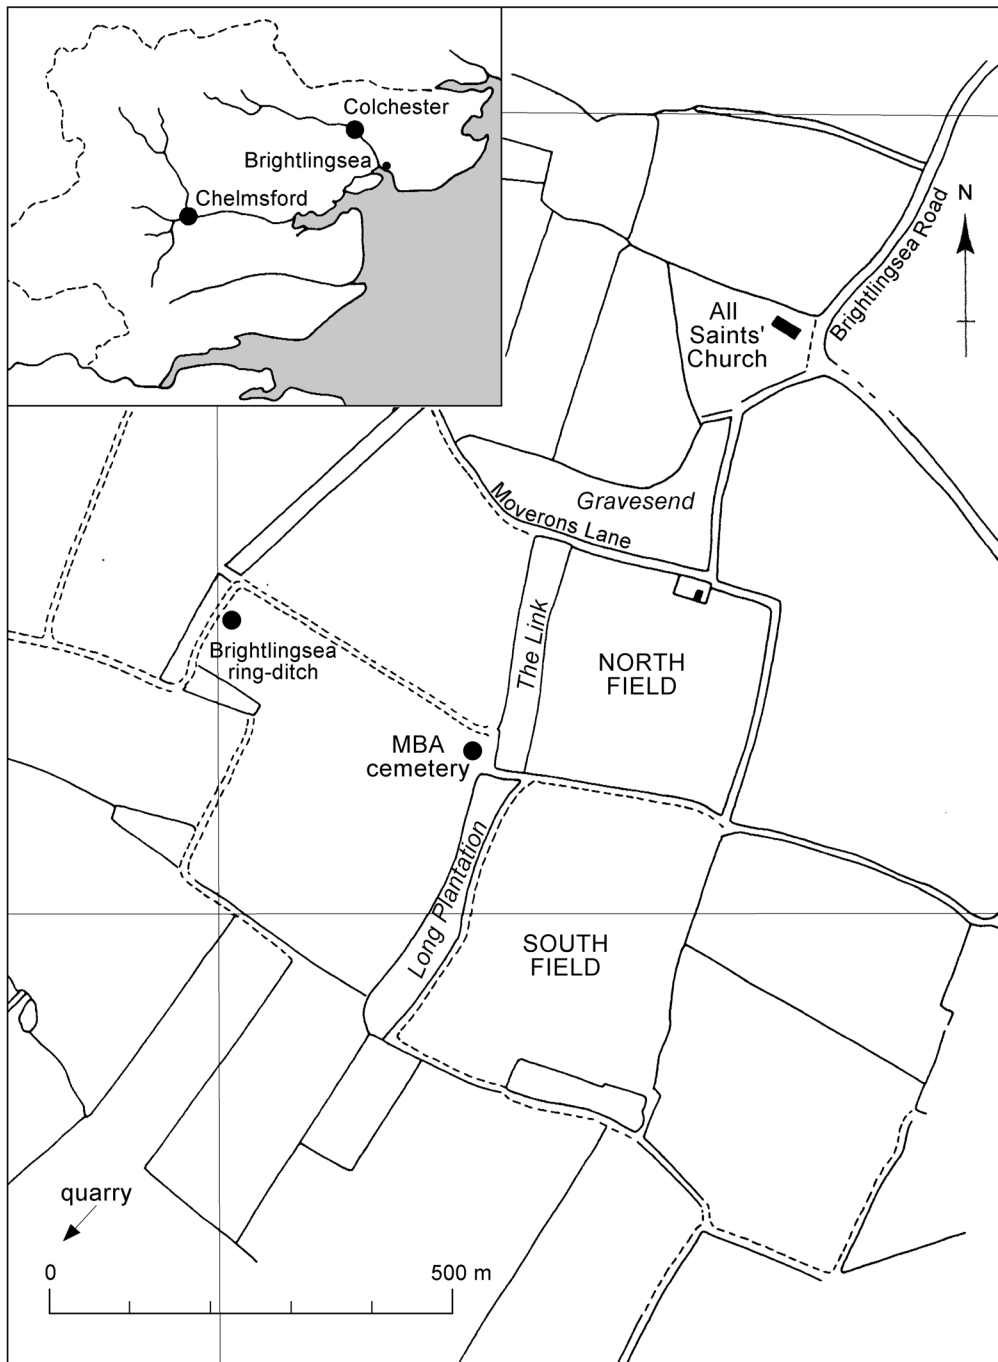 Colchester
Brightlingsea
Chelmsford
N
Brightlingsea Road
All
Saints'
Church
Gravesend
Moverons Lane
The Link
NORTH
FIELD
Brightlingsea
ring-ditch
MBA
cemetery
Long Plantation
SOUTH
FIELD
quarry
0
500 m